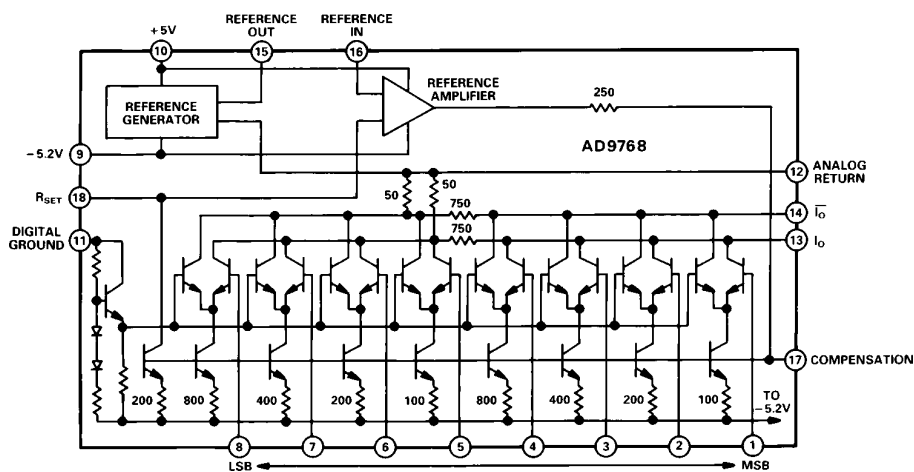 REFERENCE OUT
REFERENCE IN
+5V
10
15
16
REFERENCE GENERATOR
REFERENCE AMPLIFIER
250
AD9768
−5.2V
9
12
ANALOG RETURN
RSET
18
50
50
750
14
I̅O̅
DIGITAL GROUND
11
750
13
IO
17
COMPENSATION
200
800
400
200
100
800
400
200
100
TO −5.2V
8
7
6
5
4
3
2
1
LSB
MSB